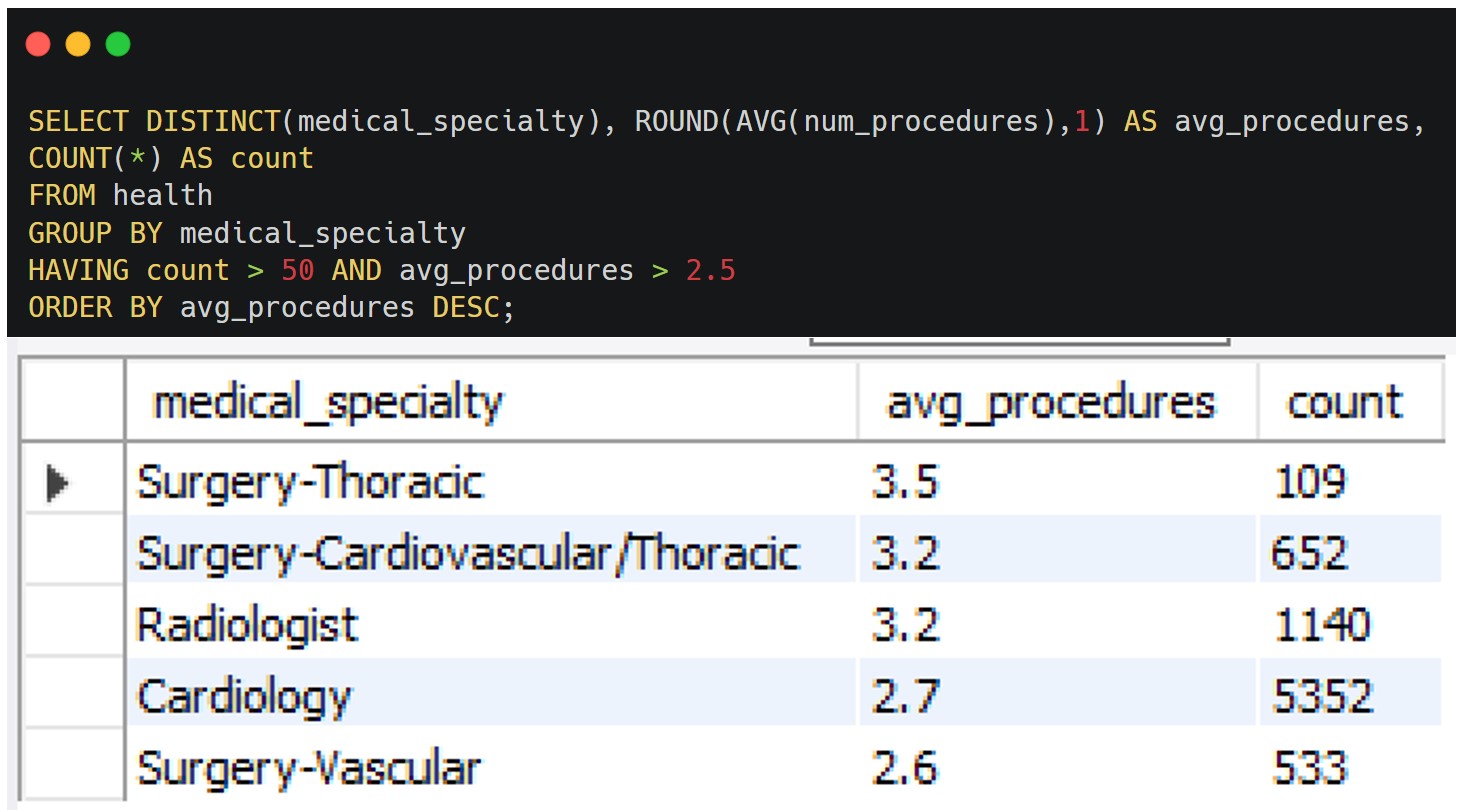 SELECT DISTINCT(medical_specialty), ROUND(AVG(num_procedures),1) AS avg_procedures,
COUNT(*) AS count
FROM health
GROUP BY medical_specialty
HAVING count > 50 AND avg_procedures > 2.5
ORDER BY avg_procedures DESC;
medical_specialty avg_procedures count
Surgery-Thoracic 3.5 109
Surgery-Cardiovascular/Thoracic 3.2 652
Radiologist 3.2 1140
Cardiology 2.7 5352
Surgery-Vascular 2.6 533